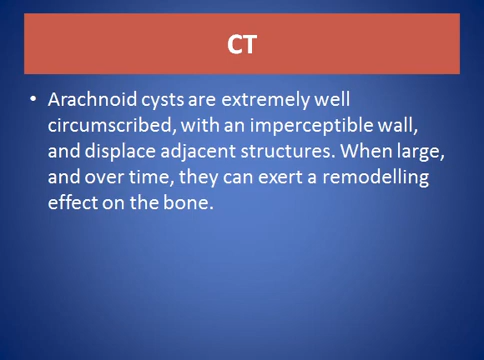 CT
• Arachnoid cysts are extremely well
circumscribed, with an imperceptible wall,
and displace adjacent structures. When large,
and over time, they can exert a remodelling
effect on the bone.